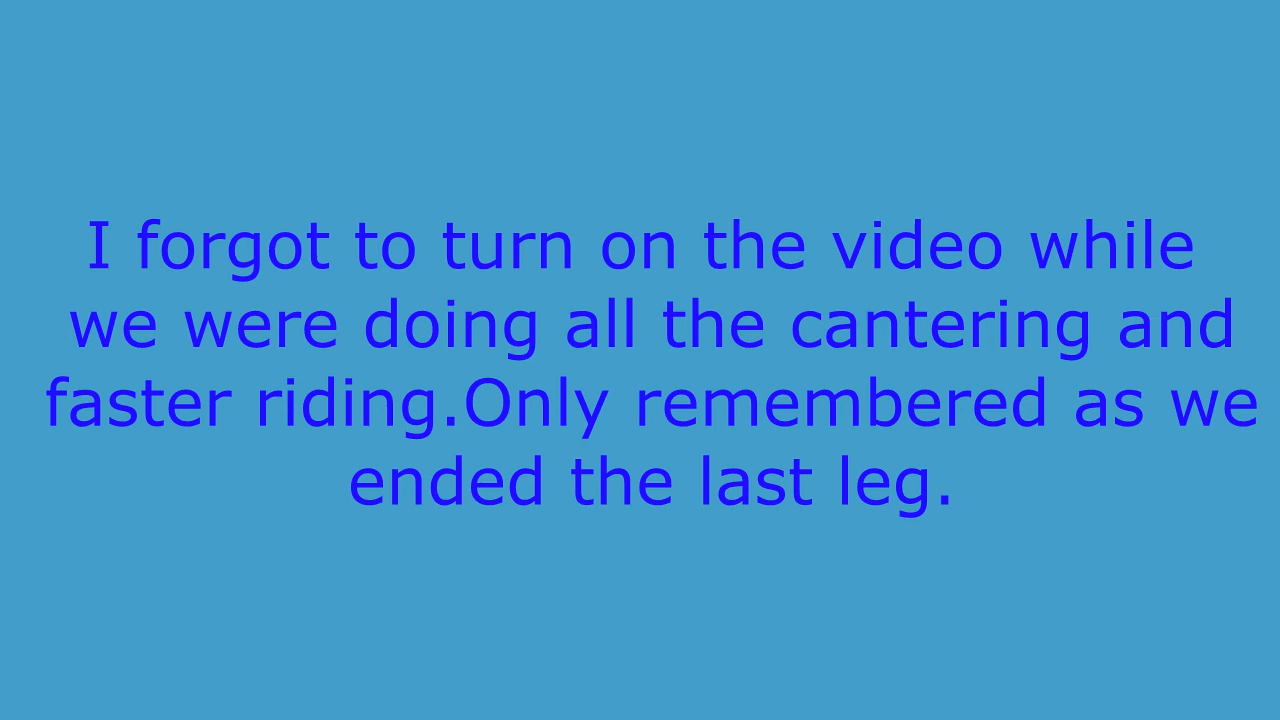 I forgot to turn on the video while
we were doing all the cantering and
faster riding.Only remembered as we
ended the last leg.